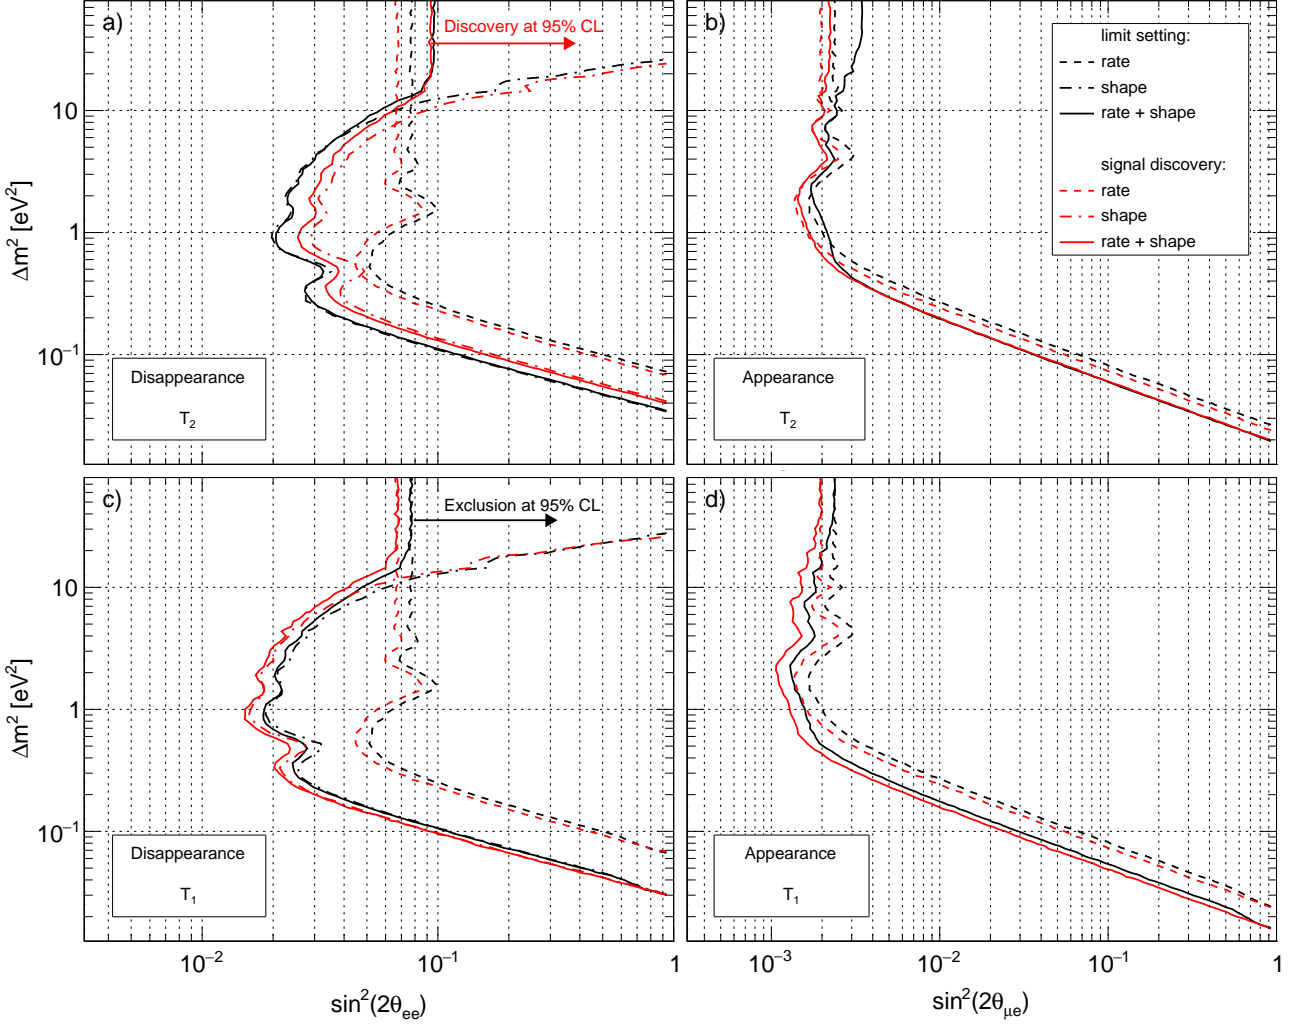 a)
Discovery at 95% CL
10
1
10⁻¹
Δm² [eV²]
Disappearance
T₂
b)
limit setting:
rate
shape
rate + shape
signal discovery:
rate
shape
rate + shape
Appearance
T₂
c)
Exclusion at 95% CL
10
1
10⁻¹
Δm² [eV²]
Disappearance
T₁
10⁻²
10⁻¹
1
sin²(2θₑₑ)
d)
Appearance
T₁
10⁻³
10⁻²
10⁻¹
1
sin²(2θ_μe)